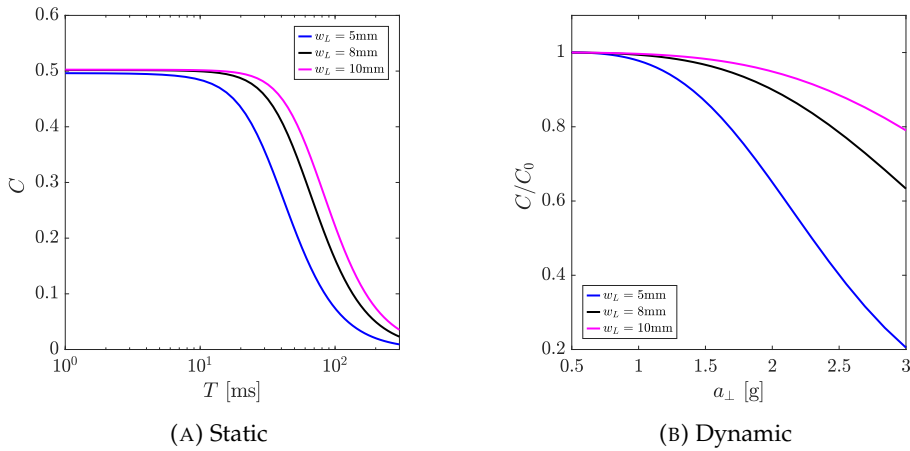 0.6
0.5
0.4
0.3
0.2
0.1
0
C
w_L = 5mm
w_L = 8mm
w_L = 10mm
10^0 10^1 10^2
T [ms]
(A) Static
1
0.8
0.6
0.4
0.2
C/C_0
w_L = 5mm
w_L = 8mm
w_L = 10mm
0.5 1 1.5 2 2.5 3
a_⊥ [g]
(B) Dynamic